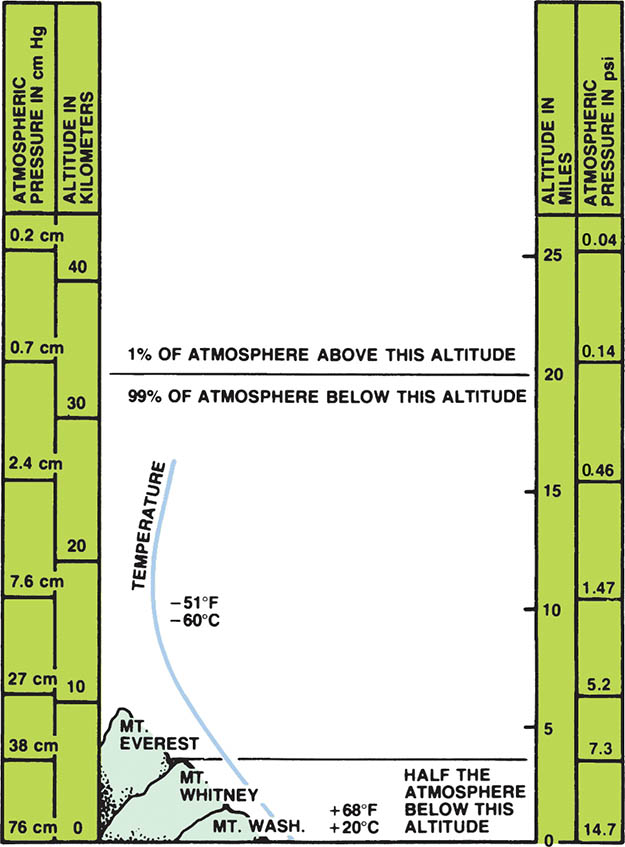 ATMOSPHERIC
PRESSURE IN cm Hg
ALTITUDE IN
KILOMETERS
ALTITUDE IN
MILES
ATMOSPHERIC
PRESSURE IN psi
0.2 cm
40
0.7 cm
30
2.4 cm
20
7.6 cm
27 cm
10
38 cm
76 cm
0
1% OF ATMOSPHERE ABOVE THIS ALTITUDE
99% OF ATMOSPHERE BELOW THIS ALTITUDE
TEMPERATURE
−51°F
−60°C
MT.
EVEREST
MT.
WHITNEY
MT. WASH.
+68°F
+20°C
HALF THE
ATMOSPHERE
BELOW THIS
ALTITUDE
25
20
15
10
5
0
0.04
0.14
0.46
1.47
5.2
7.3
14.7